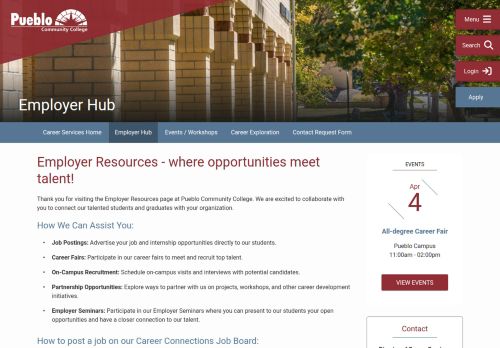 Pueblo
Community College
Menu
Search
Login
Apply
Employer Hub
Career Services Home
Employer Hub
Events / Workshops
Career Exploration
Contact Request Form
Employer Resources - where opportunities meet
talent!
Thank you for visiting the Employer Resources page at Pueblo Community College. We are excited to collaborate with
you to connect our talented students and graduates with your organization.
How We Can Assist You:
Job Postings: Advertise your job and internship opportunities directly to our students.
Career Fairs: Participate in our career fairs to meet and recruit top talent.
On-Campus Recruitment: Schedule on-campus visits and interviews with potential candidates.
Partnership Opportunities: Explore ways to partner with us on projects, workshops, and other career development
initiatives.
Employer Seminars: Participate in our Employer Seminars where you can present to our students your open
opportunities and have a closer connection to our talent.
How to post a job on our Career Connections Job Board:
EVENTS
Apr
4
All-degree Career Fair
Pueblo Campus
11:00am - 02:00pm
VIEW EVENTS
Contact